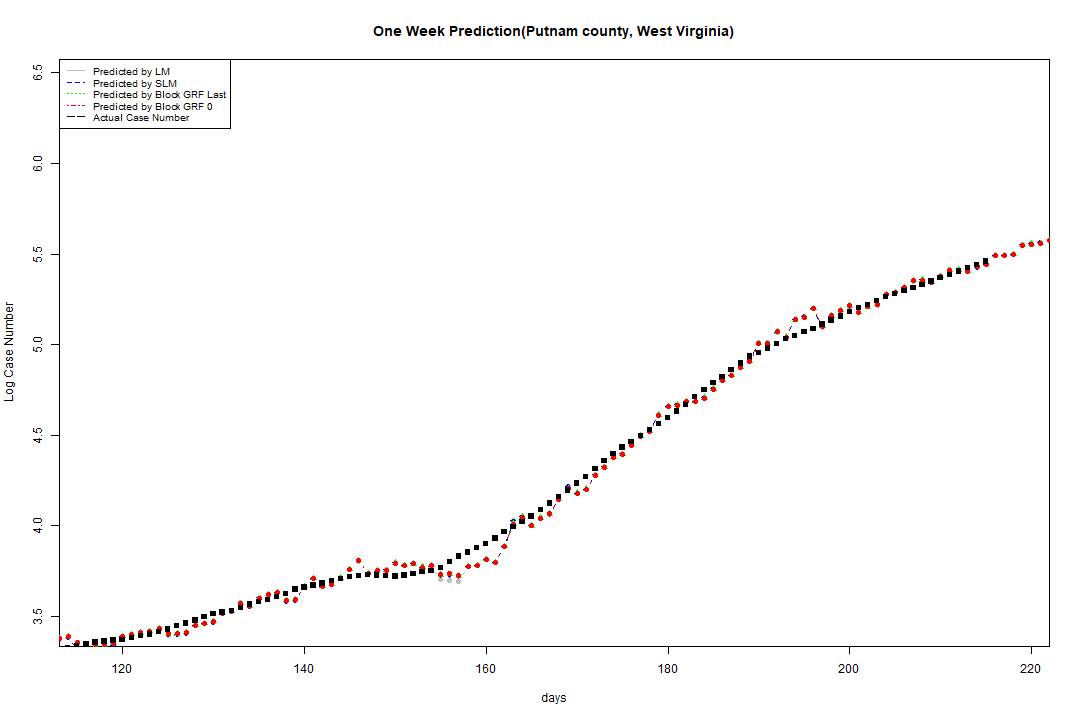 One Week Prediction(Putnam county, West Virginia)
6.5
6.0
5.5
5.0
4.5
4.0
3.5
Log Case Number
Predicted by LM
Predicted by SLM
Predicted by Block GRF Last
Predicted by Block GRF 0
Actual Case Number
120
140
160
180
200
220
days